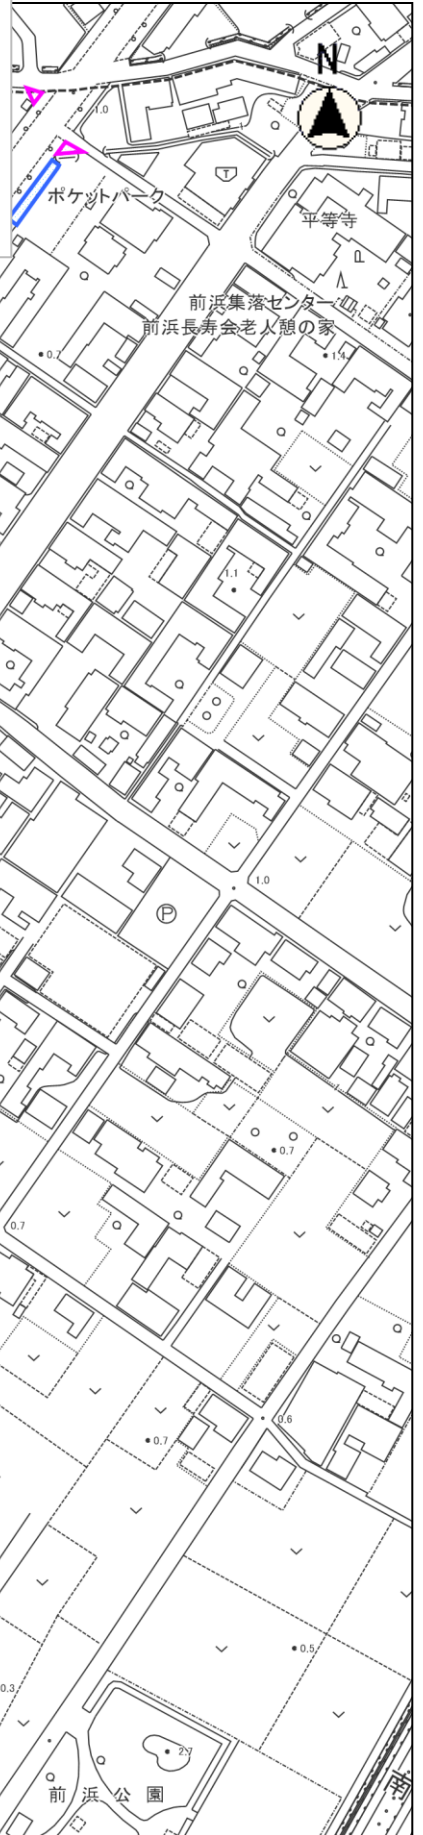 N
1.0
T
ポケットパーク
平等寺
前浜集落センター
前浜長寿会老人憩の家
0.7
1.4
1.1
1.0
P
0.7
0.7
0.6
0.7
0.5
0.3
2.7
前浜公園
南